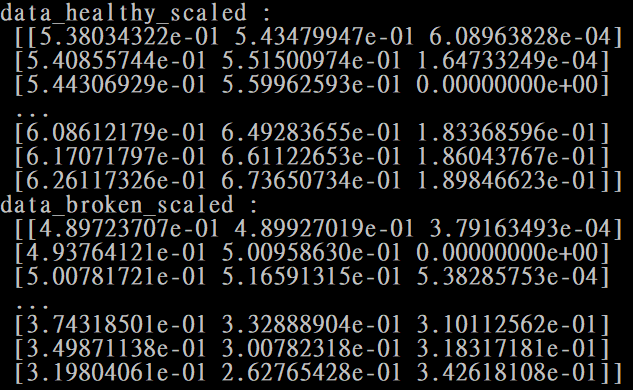 data_healthy_scaled :
[[5.38034322e-01 5.43479947e-01 6.08963828e-04]
[5.40855744e-01 5.51500974e-01 1.64733249e-04]
[5.44306929e-01 5.59962593e-01 0.00000000e+00]
...
[6.08612179e-01 6.49283655e-01 1.83368596e-01]
[6.17071797e-01 6.61122653e-01 1.86043767e-01]
[6.26117326e-01 6.73650734e-01 1.89846623e-01]]
data_broken_scaled :
[[4.89723707e-01 4.89927019e-01 3.79163493e-04]
[4.93764121e-01 5.00958630e-01 0.00000000e+00]
[5.00781721e-01 5.16591315e-01 5.38285753e-04]
...
[3.74318501e-01 3.32888904e-01 3.10112562e-01]
[3.49871138e-01 3.00782318e-01 3.18317181e-01]
[3.19804061e-01 2.62765428e-01 3.42618108e-01]]